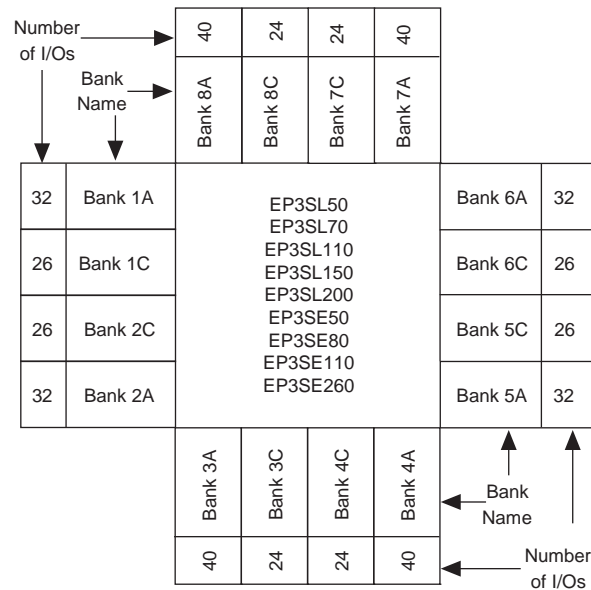 Number
of I/Os
40
24
24
40
Bank
Name
Bank 8A
Bank 8C
Bank 7C
Bank 7A
32
Bank 1A
26
Bank 1C
26
Bank 2C
32
Bank 2A
EP3SL50
EP3SL70
EP3SL110
EP3SL150
EP3SL200
EP3SE50
EP3SE80
EP3SE110
EP3SE260
Bank 6A
32
Bank 6C
26
Bank 5C
26
Bank 5A
32
Bank 3A
Bank 3C
Bank 4C
Bank 4A
Bank
Name
40
24
24
40
Number
of I/Os